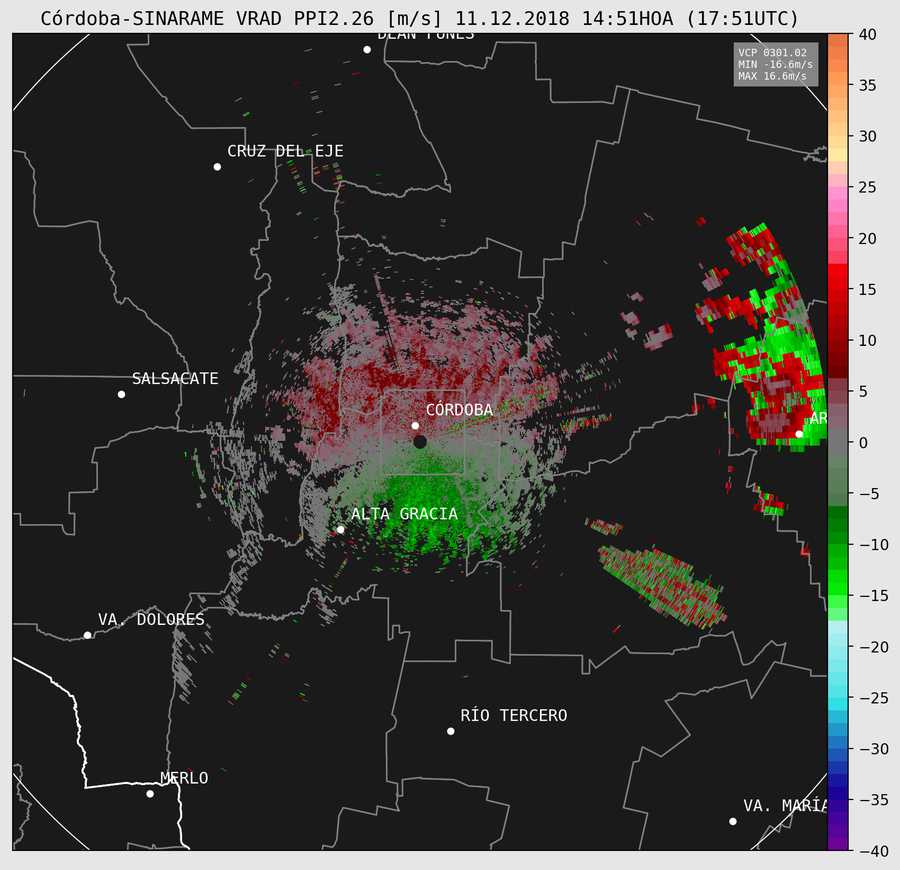 Córdoba-SINARAME VRAD PPI2.26 [m/s] 11.12.2018 14:51HOA (17:51UTC)
DEÁN FUNES
VCP 0301.02
MIN -16.6m/s
MAX 16.6m/s
CRUZ DEL EJE
SALSACATE
CÓRDOBA
AR
ALTA GRACIA
VA. DOLORES
RÍO TERCERO
MERLO
VA. MARÍA
40
35
30
25
20
15
10
5
0
−5
−10
−15
−20
−25
−30
−35
−40